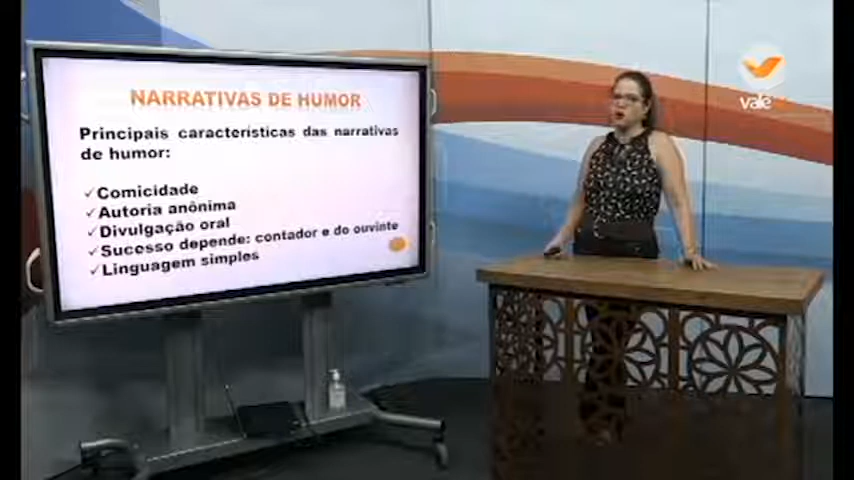 NARRATIVAS DE HUMOR
Principais características das narrativas
de humor:
✓Comicidade
✓Autoria anônima
✓Divulgação oral
✓Sucesso depende: contador e do ouvinte
✓Linguagem simples
vale